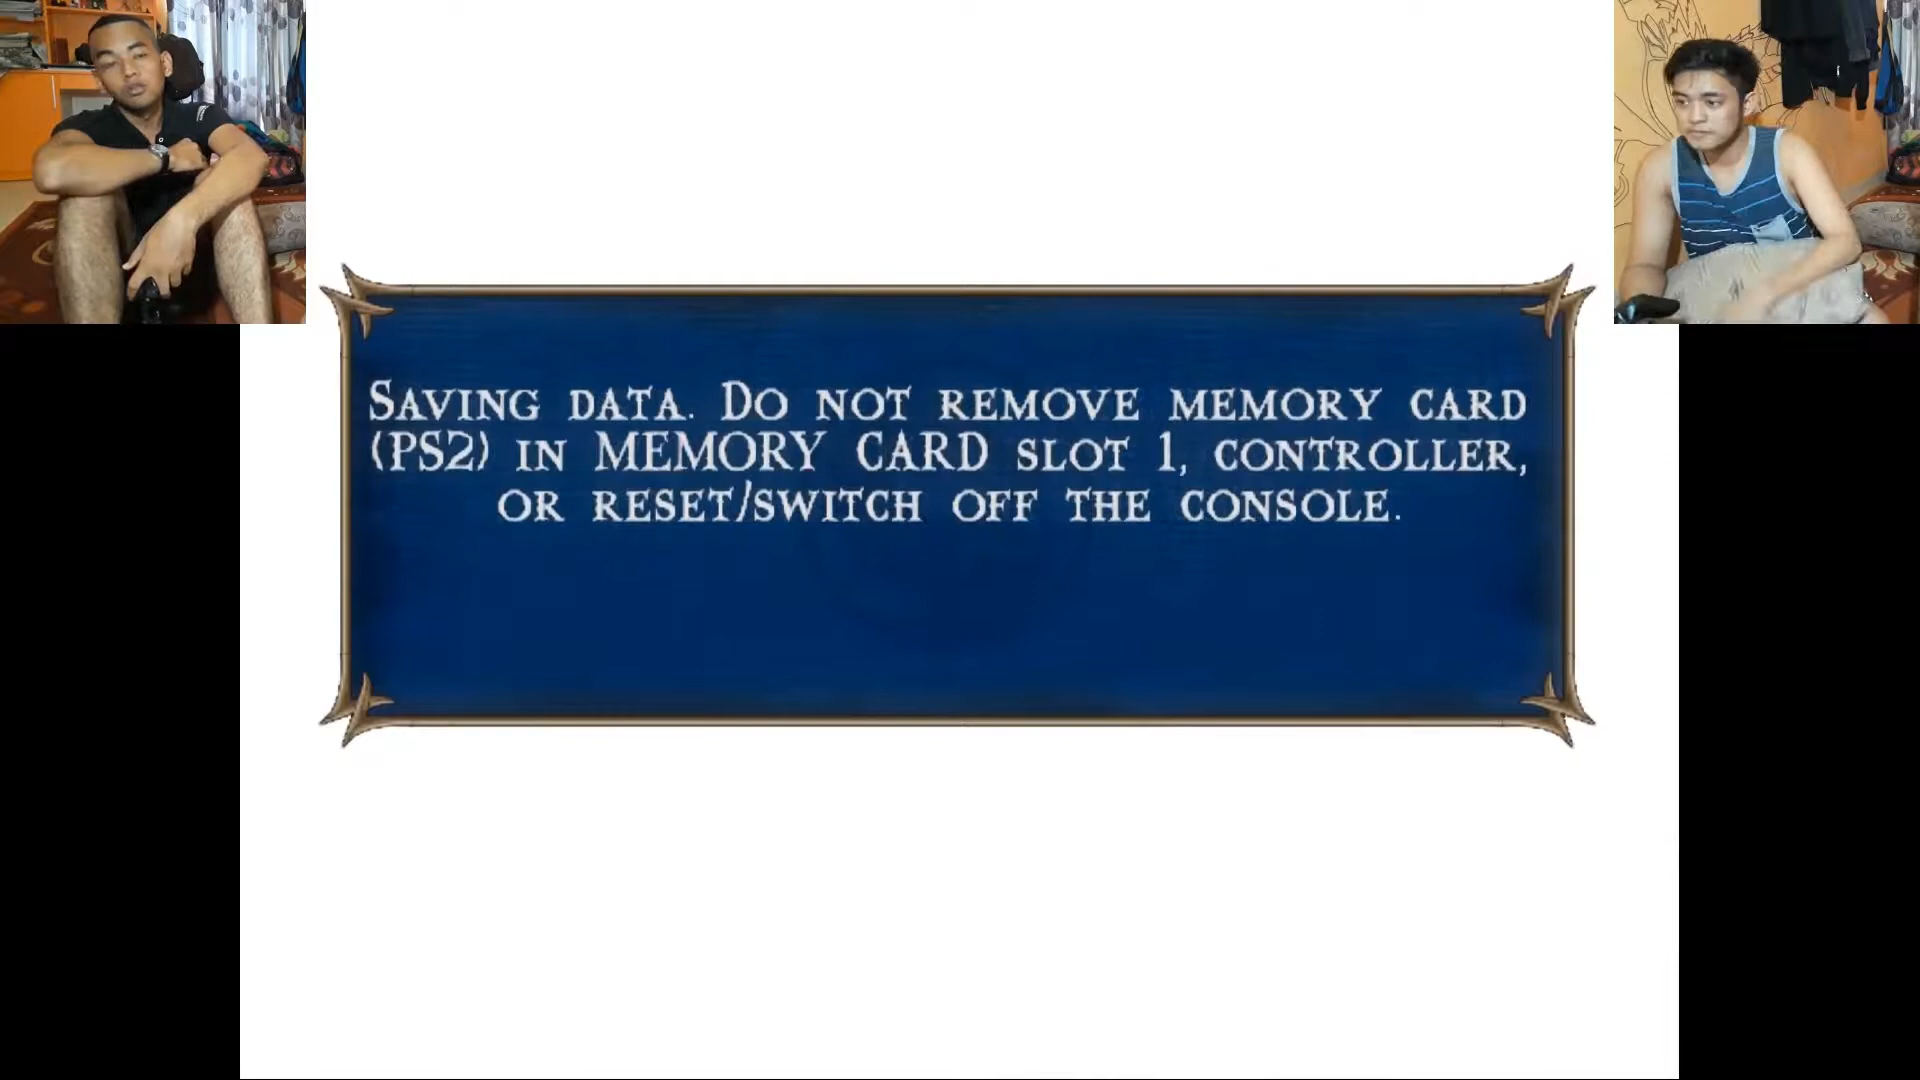 Saving data. Do not remove memory card
(PS2) in MEMORY CARD slot 1, controller,
or reset/switch off the console.